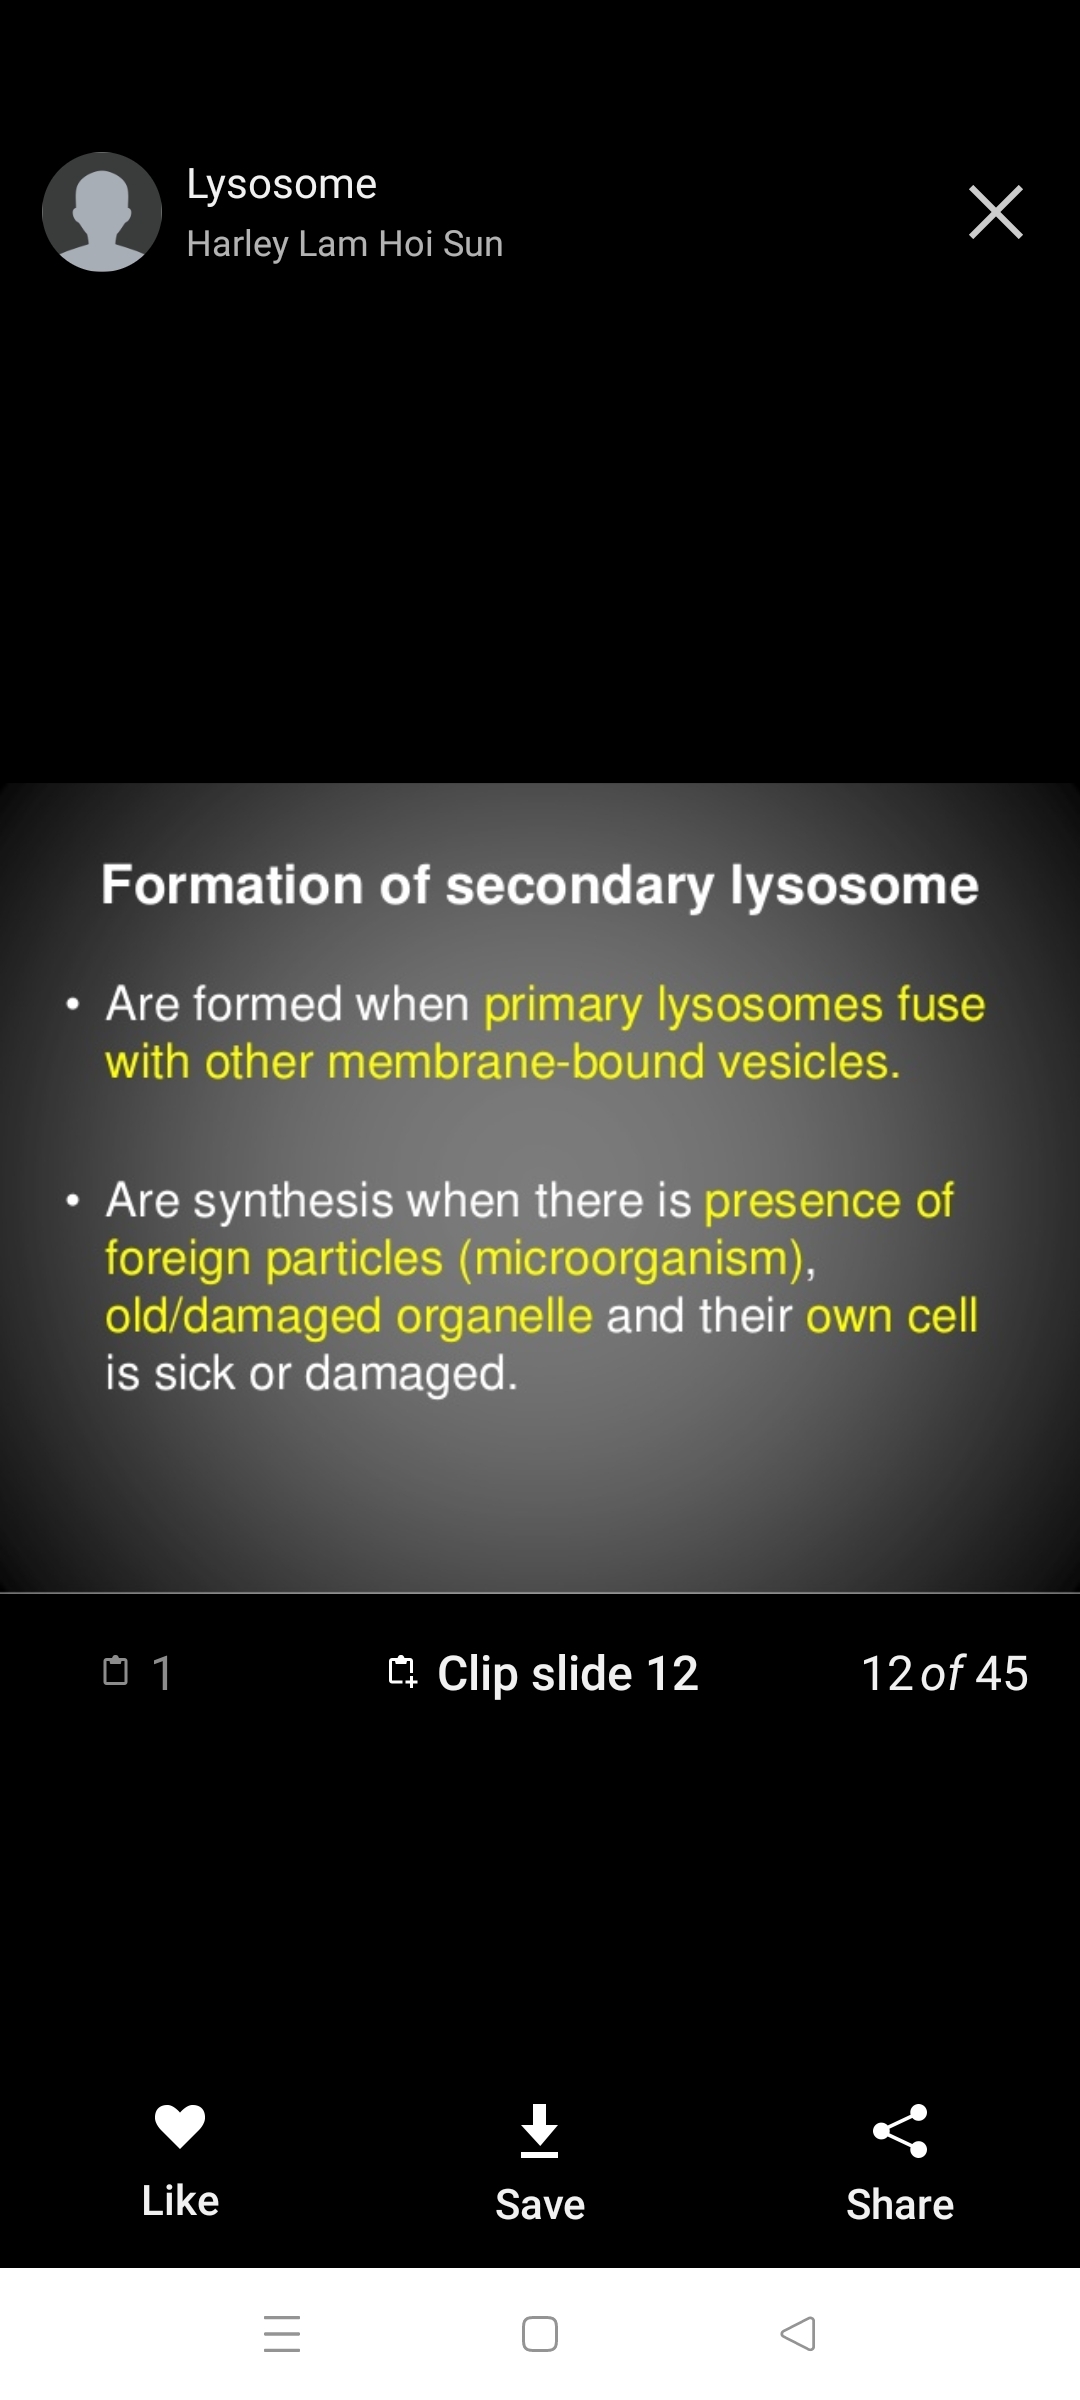 Lysosome
Harley Lam Hoi Sun
Formation of secondary lysosome
• Are formed when primary lysosomes fuse
with other membrane-bound vesicles.
• Are synthesis when there is presence of
foreign particles (microorganism),
old/damaged organelle and their own cell
is sick or damaged.
1 Clip slide 12 12 of 45
Like Save Share